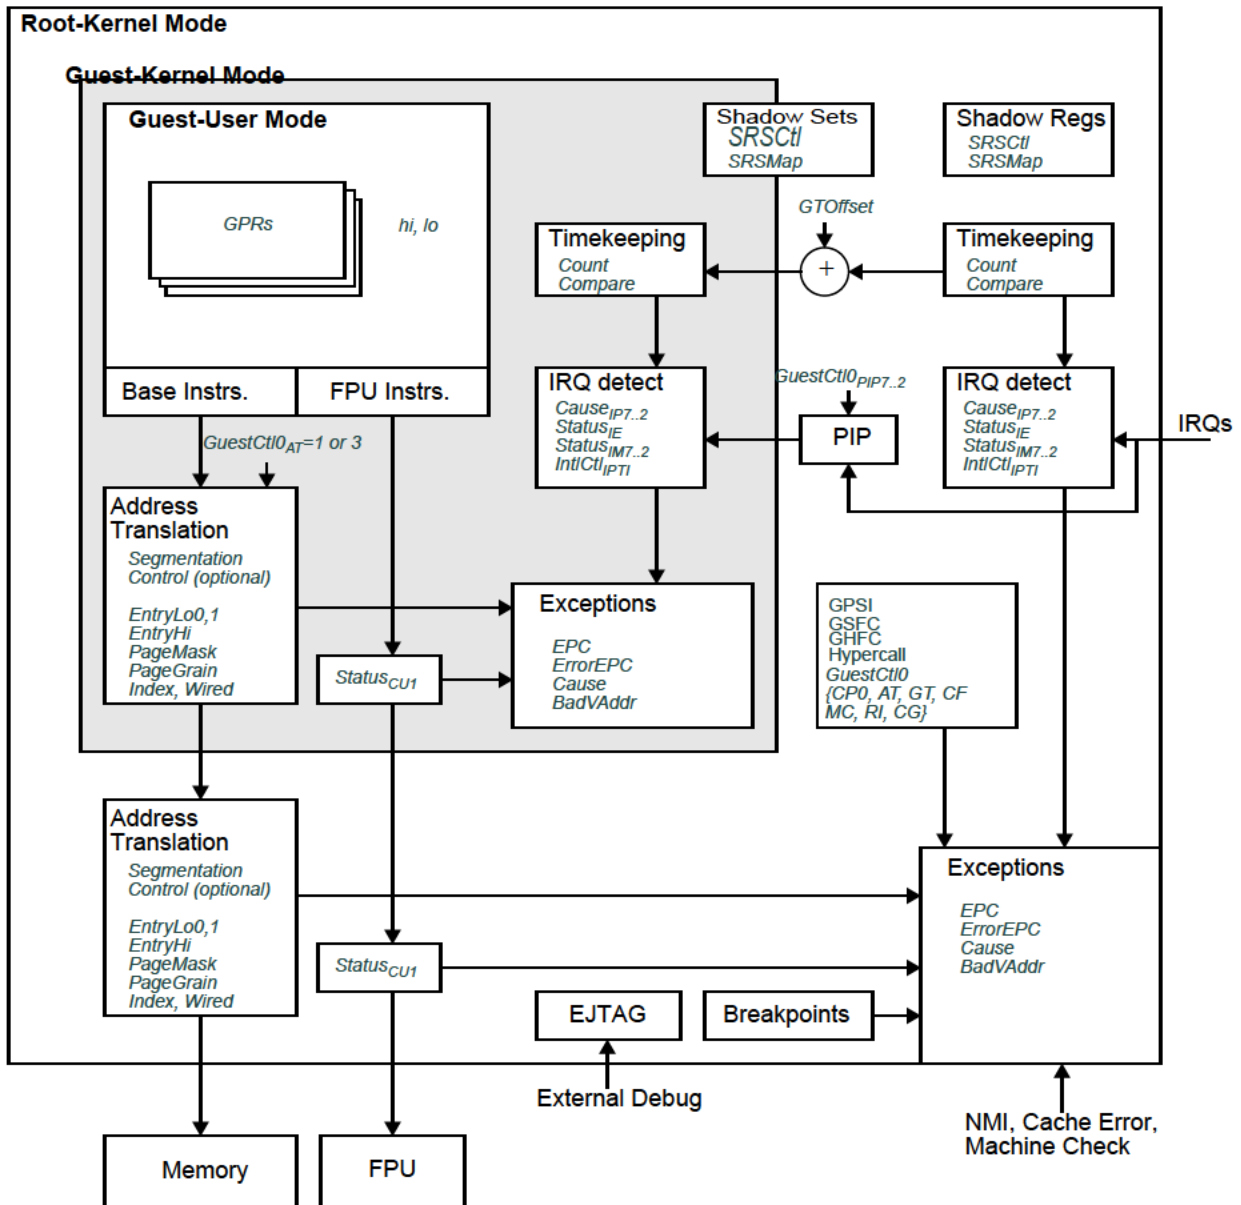 Root-Kernel Mode
Guest-Kernel Mode
Guest-User Mode
GPRs
hi, lo
Base Instrs.
FPU Instrs.
Shadow Sets
SRSCtl
SRSMap
Shadow Regs
SRSCtl
SRSMap
GTOffset
Timekeeping
Count
Compare
+
Timekeeping
Count
Compare
IRQ detect
CauseIP7..2
StatusIE
StatusIM7..2
IntlCtlIPTI
GuestCtl0PIP7..2
PIP
IRQ detect
CauseIP7..2
StatusIE
StatusIM7..2
IntlCtlIPTI
IRQs
GuestCtl0AT=1 or 3
Address
Translation
Segmentation
Control (optional)
EntryLo0,1
EntryHi
PageMask
PageGrain
Index, Wired
StatusCU1
Exceptions
EPC
ErrorEPC
Cause
BadVAddr
GPSI
GSFC
GHFC
Hypercall
GuestCtl0
{CP0, AT, GT, CF
MC, RI, CG}
Address
Translation
Segmentation
Control (optional)
EntryLo0,1
EntryHi
PageMask
PageGrain
Index, Wired
StatusCU1
Exceptions
EPC
ErrorEPC
Cause
BadVAddr
EJTAG
Breakpoints
External Debug
NMI, Cache Error,
Machine Check
Memory
FPU